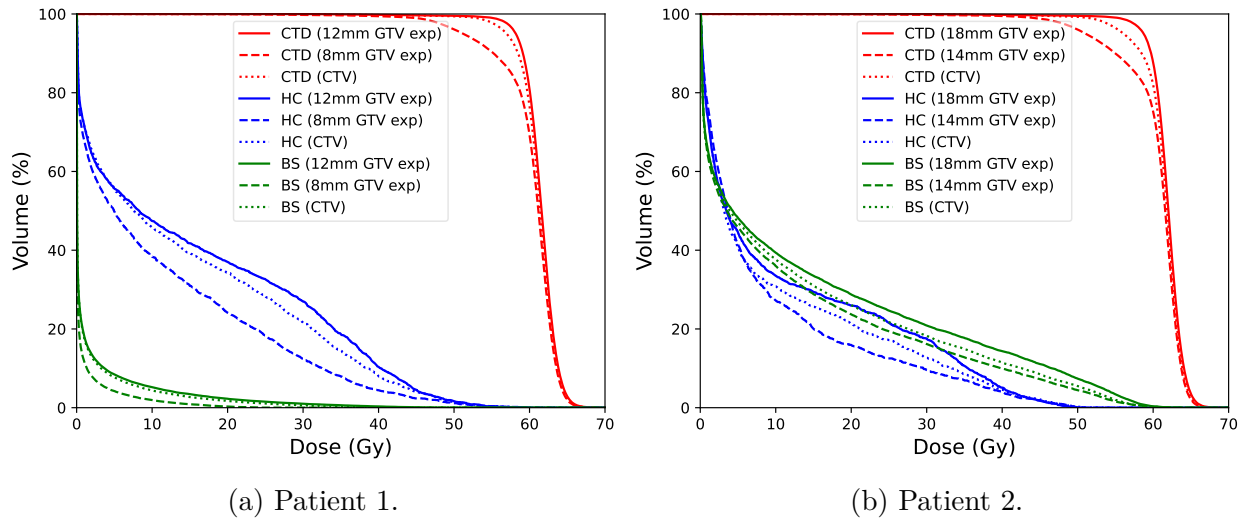 100
80
60
40
20
0
Volume (%)
CTD (12mm GTV exp)
CTD (8mm GTV exp)
CTD (CTV)
HC (12mm GTV exp)
HC (8mm GTV exp)
HC (CTV)
BS (12mm GTV exp)
BS (8mm GTV exp)
BS (CTV)
0 10 20 30 40 50 60 70
Dose (Gy)
(a) Patient 1.
100
80
60
40
20
0
Volume (%)
CTD (18mm GTV exp)
CTD (14mm GTV exp)
CTD (CTV)
HC (18mm GTV exp)
HC (14mm GTV exp)
HC (CTV)
BS (18mm GTV exp)
BS (14mm GTV exp)
BS (CTV)
0 10 20 30 40 50 60 70
Dose (Gy)
(b) Patient 2.